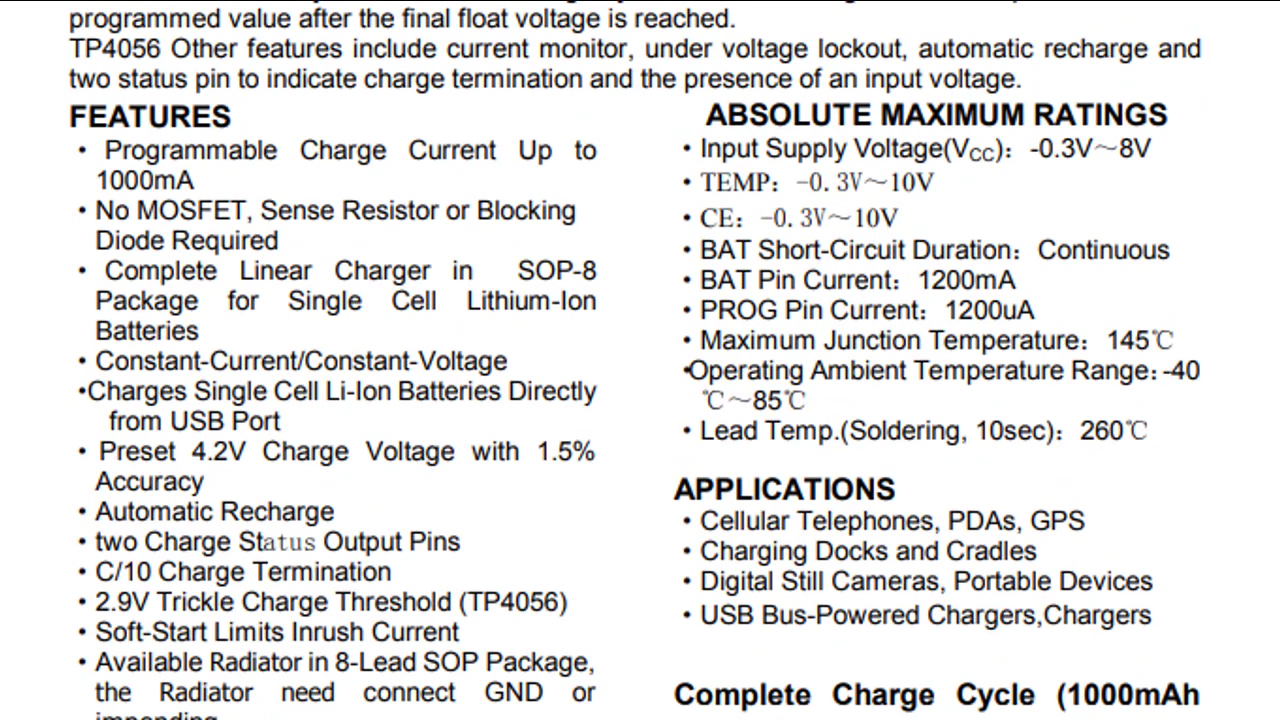 programmed value after the final float voltage is reached.
TP4056 Other features include current monitor, under voltage lockout, automatic recharge and
two status pin to indicate charge termination and the presence of an input voltage.
FEATURES
• Programmable Charge Current Up to
1000mA
• No MOSFET, Sense Resistor or Blocking
Diode Required
• Complete Linear Charger in SOP-8
Package for Single Cell Lithium-Ion
Batteries
• Constant-Current/Constant-Voltage
•Charges Single Cell Li-Ion Batteries Directly
from USB Port
• Preset 4.2V Charge Voltage with 1.5%
Accuracy
• Automatic Recharge
• two Charge Status Output Pins
• C/10 Charge Termination
• 2.9V Trickle Charge Threshold (TP4056)
• Soft-Start Limits Inrush Current
• Available Radiator in 8-Lead SOP Package,
the Radiator need connect GND or
impending
ABSOLUTE MAXIMUM RATINGS
• Input Supply Voltage(VCC)：-0.3V～8V
• TEMP：-0.3V～10V
• CE：-0.3V～10V
• BAT Short-Circuit Duration：Continuous
• BAT Pin Current：1200mA
• PROG Pin Current：1200uA
• Maximum Junction Temperature：145℃
•Operating Ambient Temperature Range：-40
℃～85℃
• Lead Temp.(Soldering, 10sec)：260℃
APPLICATIONS
• Cellular Telephones, PDAs, GPS
• Charging Docks and Cradles
• Digital Still Cameras, Portable Devices
• USB Bus-Powered Chargers,Chargers
Complete Charge Cycle (1000mAh